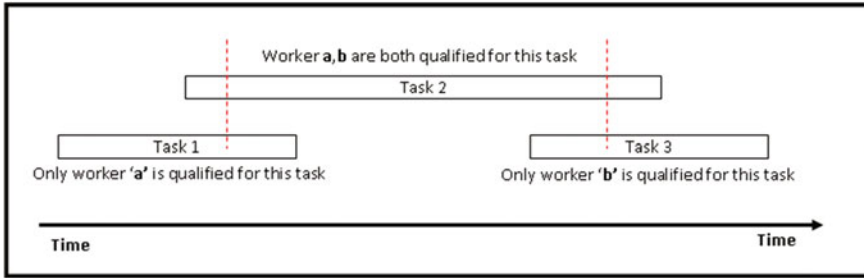 Worker a,b are both qualified for this task
Task 2
Task 1
Task 3
Only worker ‘a’ is qualified for this task
Only worker ‘b’ is qualified for this task
Time
Time